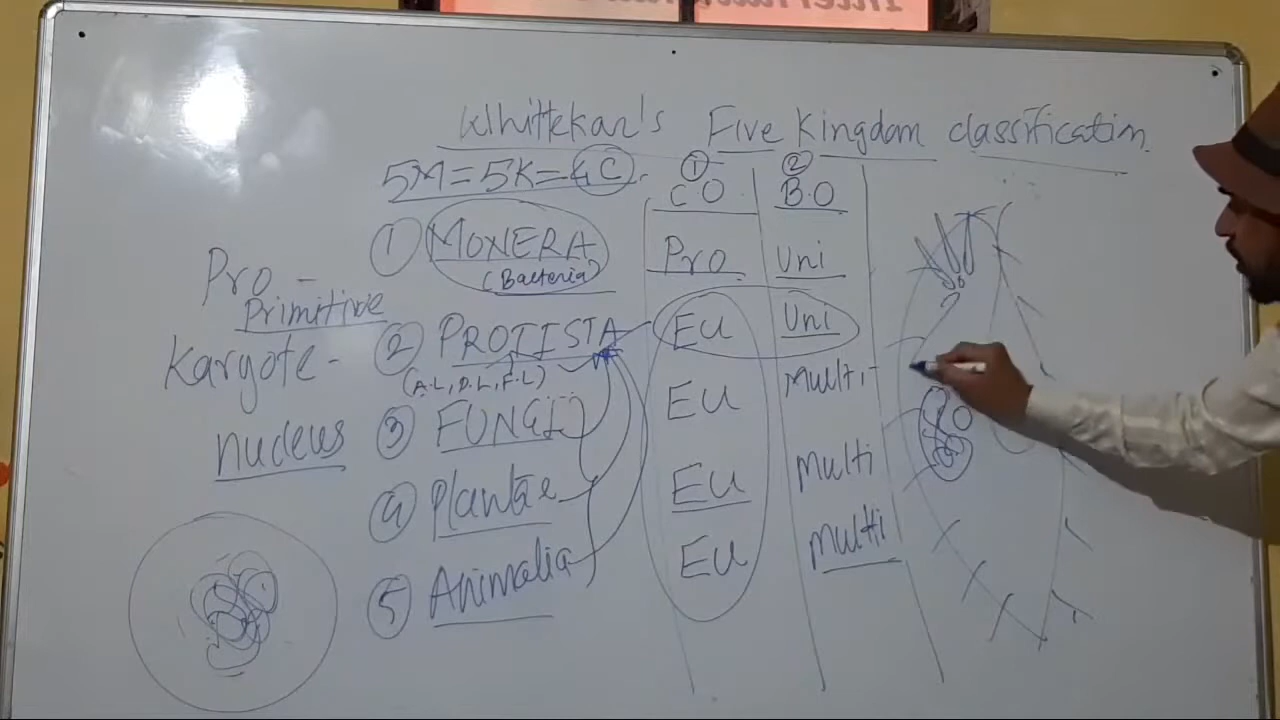 Whittekar's Five Kingdom classification
5M = 5K = 4C
① ②
C O B.O
① MONERA Pro Uni
(Bacteria)
Pro -
Primitive
② PROTISTA EU Uni
(A.L, P.L, F.L)
Karyote -
③ FUNGI EU Multi-
nucleus
④ Plantae EU Multi
⑤ Animalia EU Multi